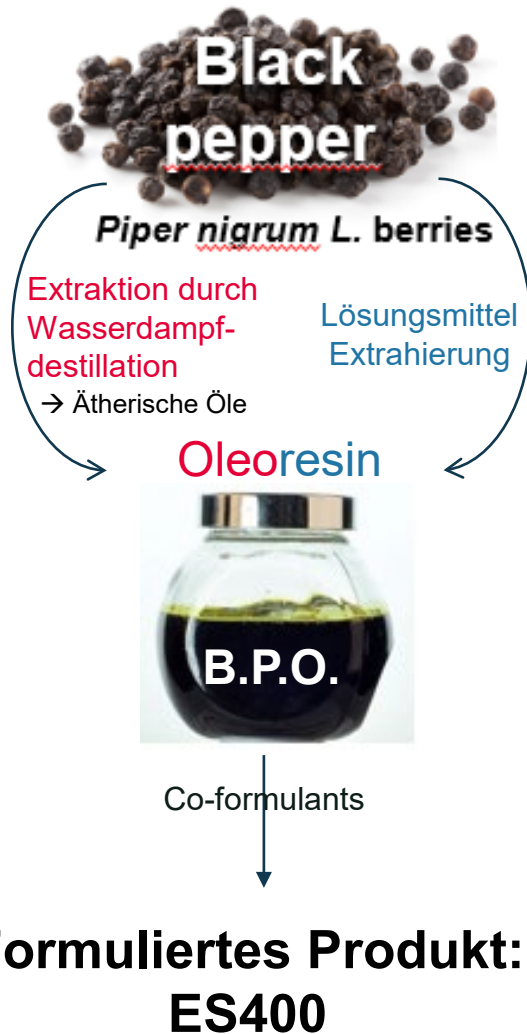 Black
pepper
Piper nigrum L. berries
Extraktion durch
Wasserdampf-
destillation
→ Ätherische Öle
Lösungsmittel
Extrahierung
Oleoresin
B.P.O.
Co-formulants
ormuliertes Produkt:
ES400